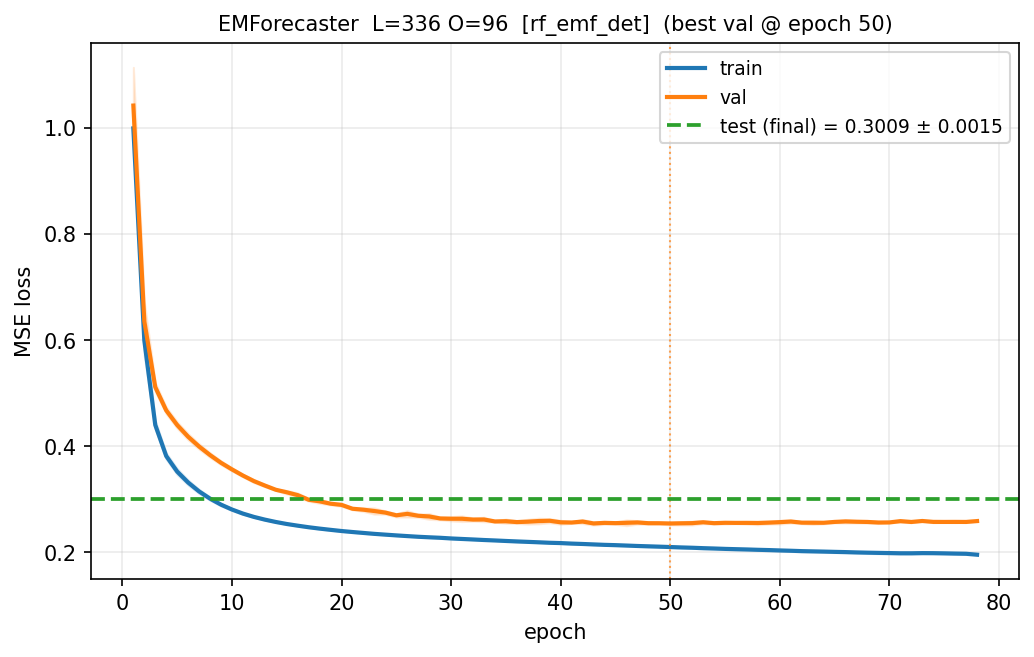 EMForecaster  L=336 O=96  [rf_emf_det]  (best val @ epoch 50)
train
val
test (final) = 0.3009 ± 0.0015
MSE loss
1.0
0.8
0.6
0.4
0.2
0 10 20 30 40 50 60 70 80
epoch